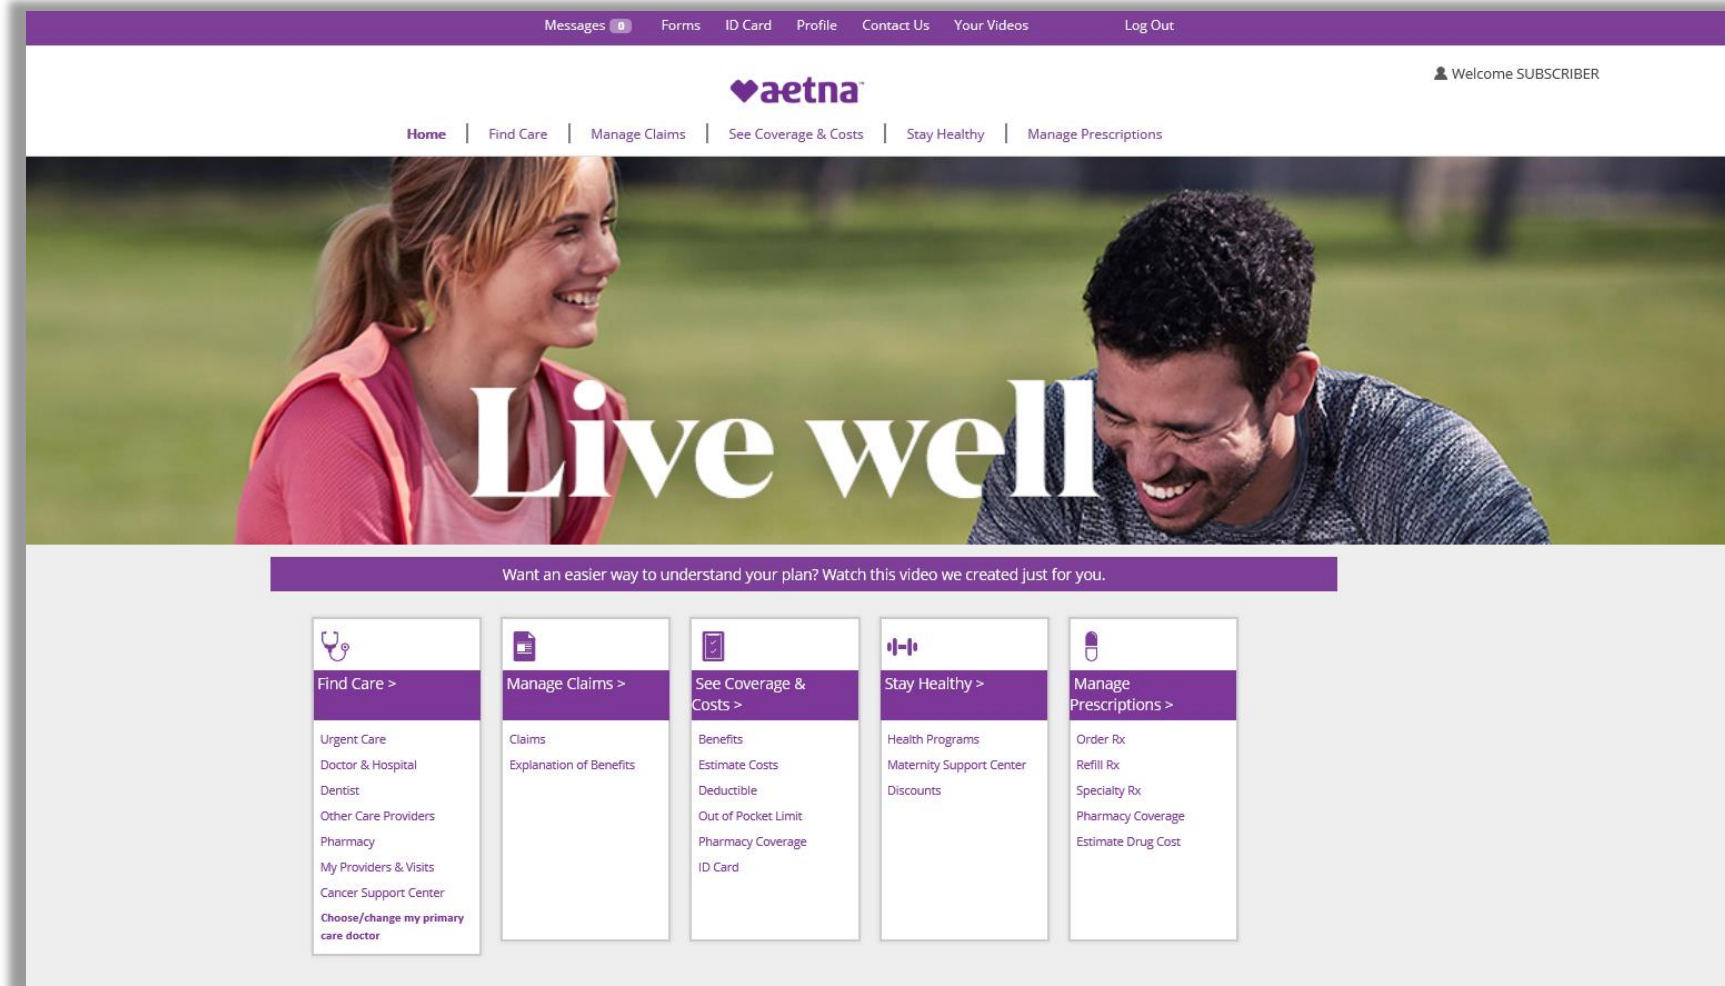 Messages 0 Forms ID Card Profile Contact Us Your Videos Log Out
Welcome SUBSCRIBER
aetna™
Home | Find Care | Manage Claims | See Coverage & Costs | Stay Healthy | Manage Prescriptions
Live well
Want an easier way to understand your plan? Watch this video we created just for you.
Find Care >
Urgent Care
Doctor & Hospital
Dentist
Other Care Providers
Pharmacy
My Providers & Visits
Cancer Support Center
Choose/change my primary
care doctor
Manage Claims >
Claims
Explanation of Benefits
See Coverage &
Costs >
Benefits
Estimate Costs
Deductible
Out of Pocket Limit
Pharmacy Coverage
ID Card
Stay Healthy >
Health Programs
Maternity Support Center
Discounts
Manage
Prescriptions >
Order Rx
Refill Rx
Specialty Rx
Pharmacy Coverage
Estimate Drug Cost